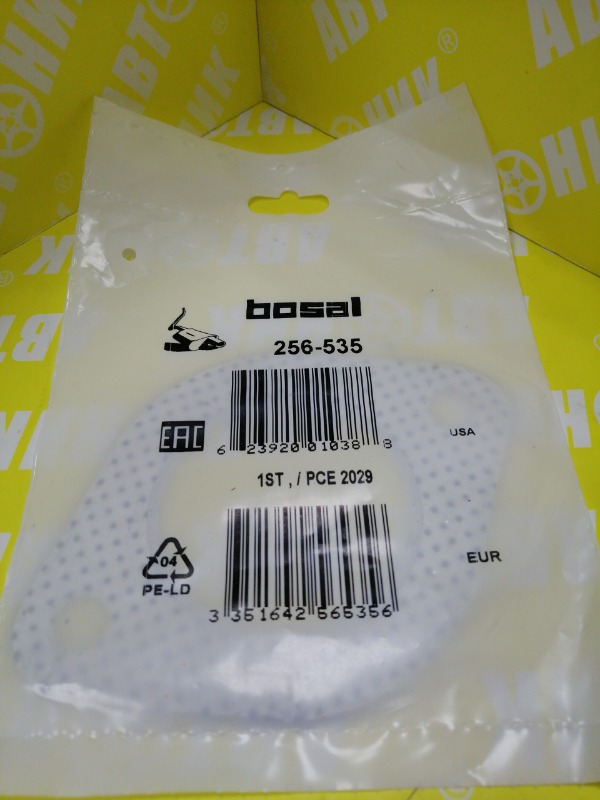 АВТОНИК®
АВТОНИК®
bosal
256-535
EAC
6 23920 01038 8
USA
1ST , / PCE 2029
04
PE-LD
EUR
3 351642 565356